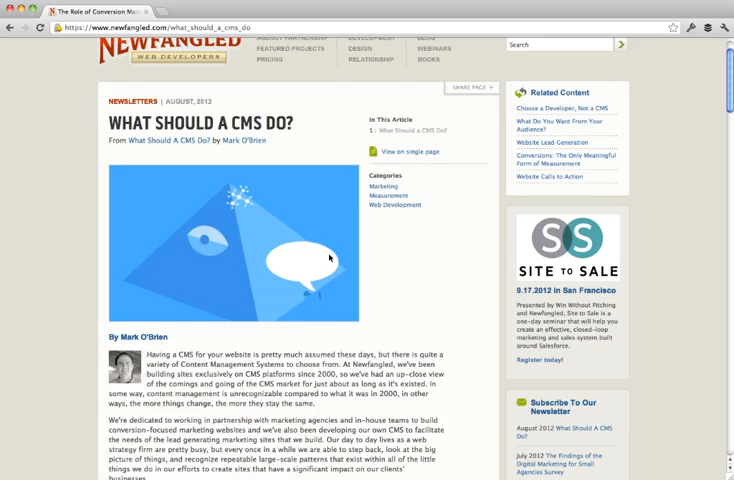 The Role of Conversion Man
https://www.newfangled.com/what_should_a_cms_do
NEWFANGLED
WEB DEVELOPERS
FEATURED PROJECTS
PRICING
DESIGN
RELATIONSHIP
WEBINARS
BOOKS
Search
SHARE PAGE +
NEWSLETTERS | AUGUST, 2012
WHAT SHOULD A CMS DO?
From What Should A CMS Do? by Mark O'Brien
In This Article
1 : What Should a CMS Do?
View on single page
Categories
Marketing
Measurement
Web Development
By Mark O'Brien
Having a CMS for your website is pretty much assumed these days, but there is quite a
variety of Content Management Systems to choose from. At Newfangled, we've been
building sites exclusively on CMS platforms since 2000, so we've had an up-close view
of the comings and going of the CMS market for just about as long as it's existed. In
some way, content management is unrecognizable compared to what it was in 2000, in other
ways, the more things change, the more they stay the same.
We're dedicated to working in partnership with marketing agencies and in-house teams to build
conversion-focused marketing websites and we've also been developing our own CMS to facilitate
the needs of the lead generating marketing sites that we build. Our day to day lives as a web
strategy firm are pretty busy, but every once in a while we are able to step back, look at the big
picture of things, and recognize repeatable large-scale patterns that exist within all of the little
things we do in our efforts to create sites that have a significant impact on our clients'
businesses.
Related Content
Choose a Developer, Not a CMS
What Do You Want From Your
Audience?
Website Lead Generation
Conversions: The Only Meaningful
Form of Measurement
Website Calls to Action
SS
SITE TO SALE
9.17.2012 in San Francisco
Presented by Win Without Pitching
and Newfangled, Site to Sale is a
one-day seminar that will help you
create an effective, closed-loop
marketing and sales system built
around Salesforce.
Register today!
Subscribe To Our
Newsletter
August 2012 What Should A CMS
Do?
July 2012 The Findings of the
Digital Marketing for Small
Agencies Survey